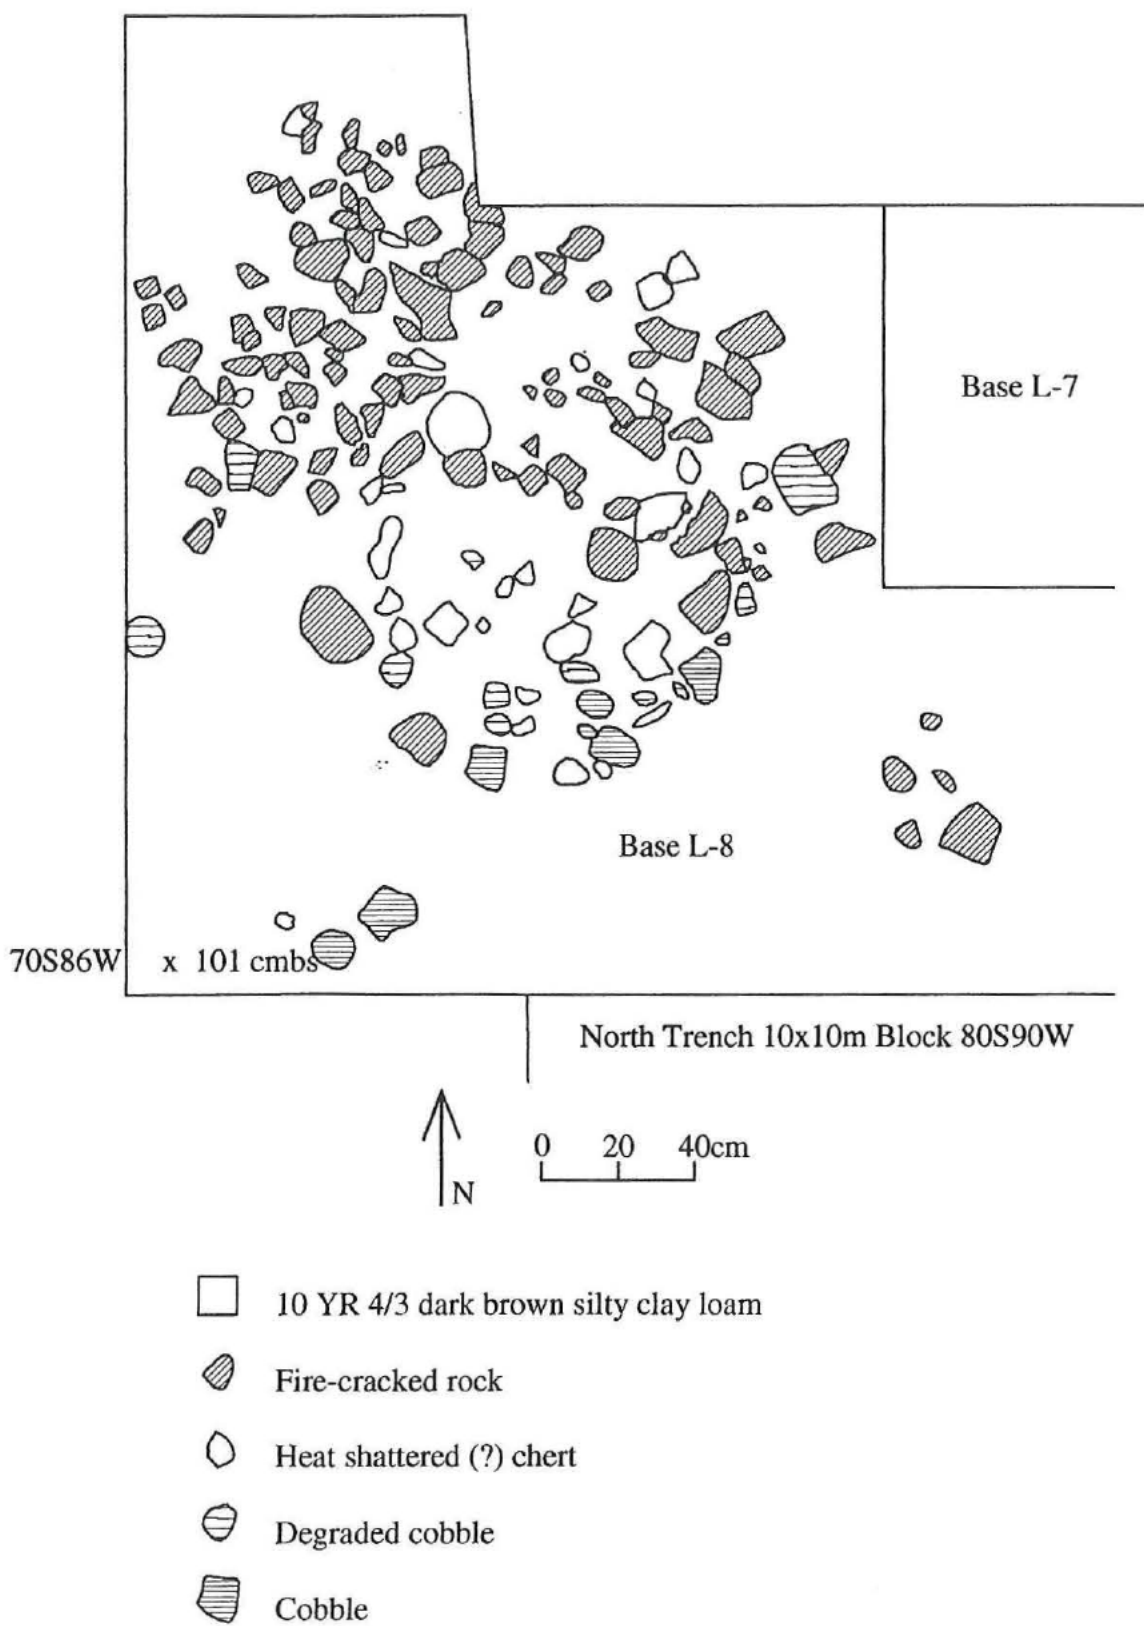 Base L-7
Base L-8
70S86W x 101 cmbs
North Trench 10x10m Block 80S90W
N
0 20 40cm
10 YR 4/3 dark brown silty clay loam
Fire-cracked rock
Heat shattered (?) chert
Degraded cobble
Cobble